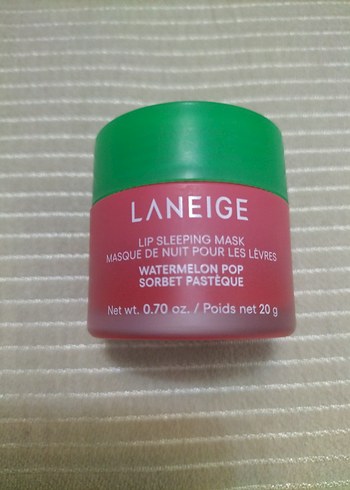 LANEIGE
LIP SLEEPING MASK
MASQUE DE NUIT POUR LES LÈVRES
WATERMELON POP
SORBET PASTÈQUE
Net wt. 0.70 oz. / Poids net 20 g